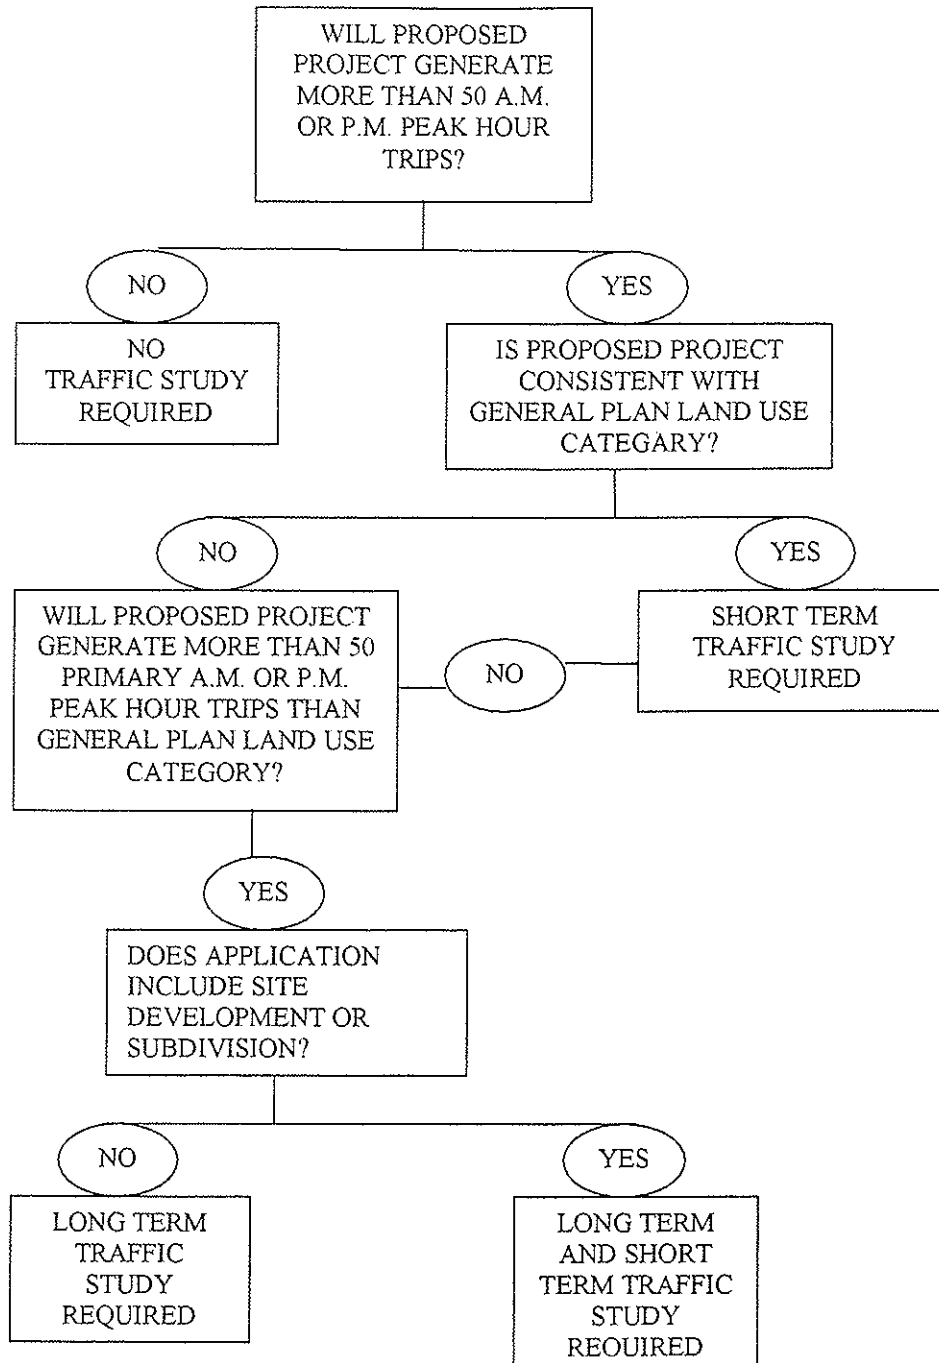 WILL PROPOSED
PROJECT GENERATE
MORE THAN 50 A.M.
OR P.M. PEAK HOUR
TRIPS?
NO
YES
NO
TRAFFIC STUDY
REQUIRED
IS PROPOSED PROJECT
CONSISTENT WITH
GENERAL PLAN LAND USE
CATEGARY?
NO
YES
WILL PROPOSED PROJECT
GENERATE MORE THAN 50
PRIMARY A.M. OR P.M.
PEAK HOUR TRIPS THAN
GENERAL PLAN LAND USE
CATEGORY?
NO
SHORT TERM
TRAFFIC STUDY
REQUIRED
YES
DOES APPLICATION
INCLUDE SITE
DEVELOPMENT OR
SUBDIVISION?
NO
YES
LONG TERM
TRAFFIC
STUDY
REQUIRED
LONG TERM
AND SHORT
TERM TRAFFIC
STUDY
REQUIRED